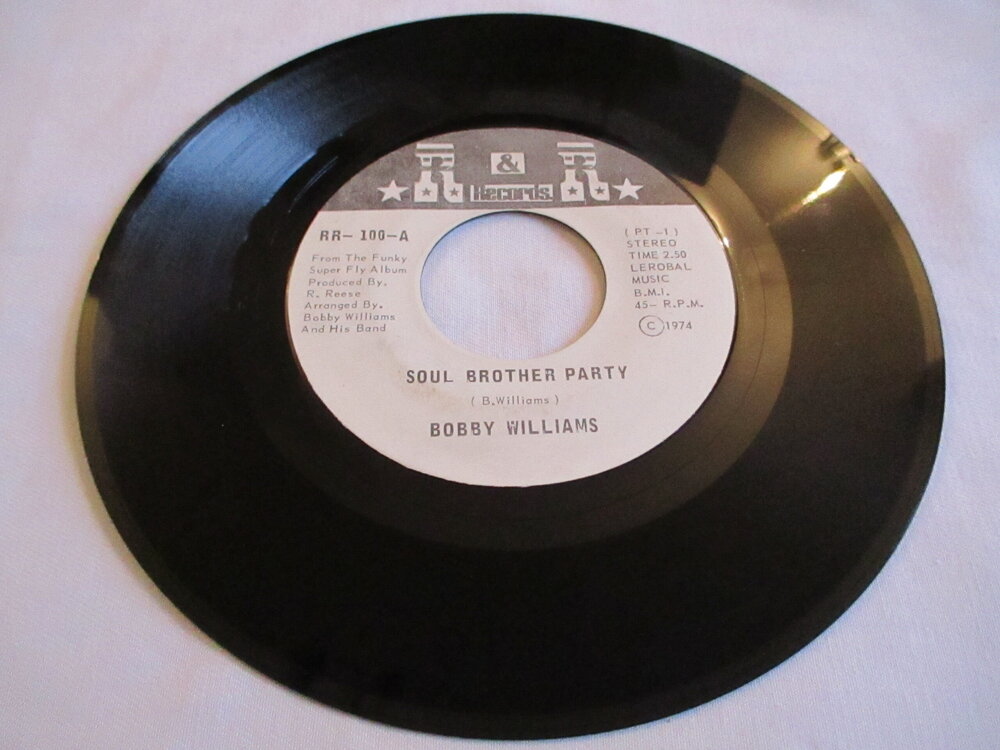 R & R
Records
RR- 100-A
From The Funky
Super Fly Album
Produced By.
R. Reese
Arranged By.
Bobby Williams
And His Band
( PT -1 )
STEREO
TIME 2.50
LEROBAL
MUSIC
B.M.I.
45- R.P.M.
C 1974
SOUL BROTHER PARTY
( B.Williams )
BOBBY WILLIAMS